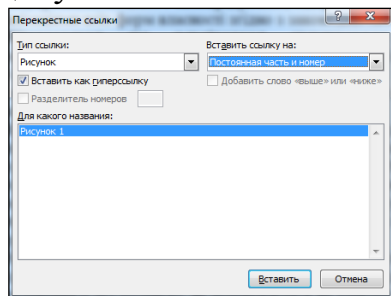 Перекрестные ссылки
Тип ссылки:
Вставить ссылку на:
Рисунок
Постоянная часть и номер
Вставить как гиперссылку
Добавить слово «выше» или «ниже»
Разделитель номеров
Для какого названия:
Рисунок 1
Вставить
Отмена